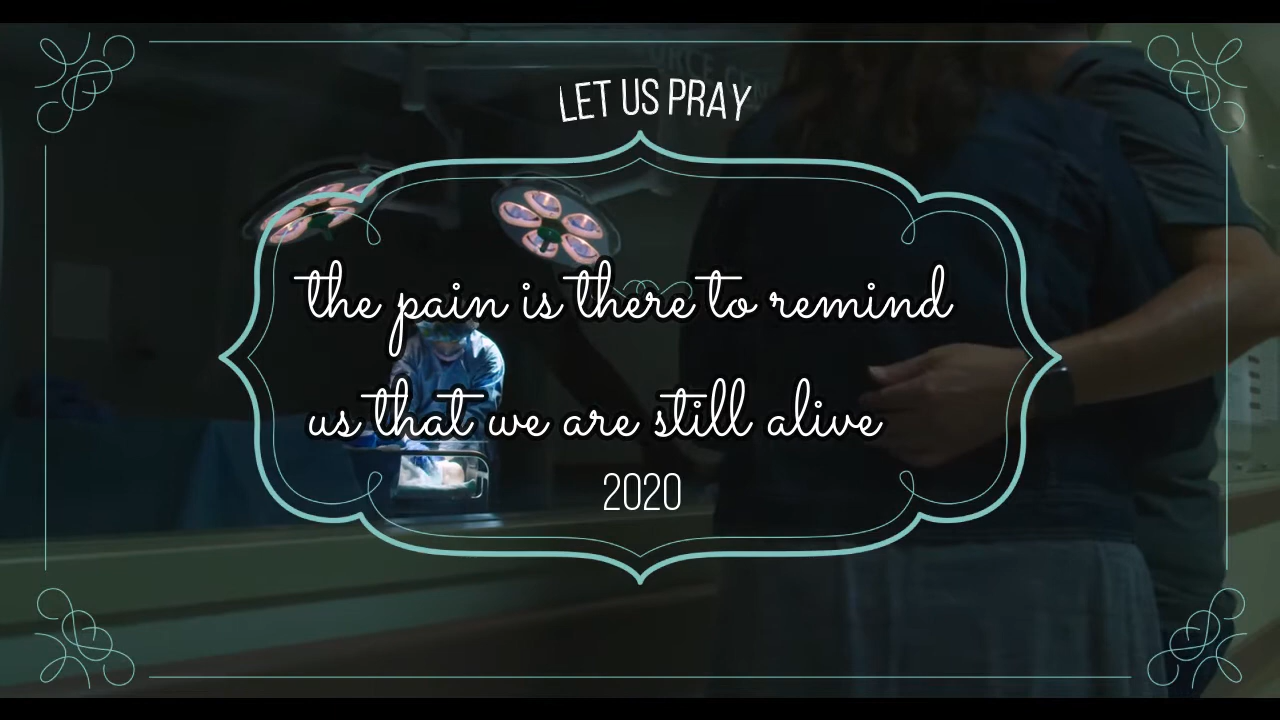 LET US PRAY
the pain is there to remind
us that we are still alive
2020